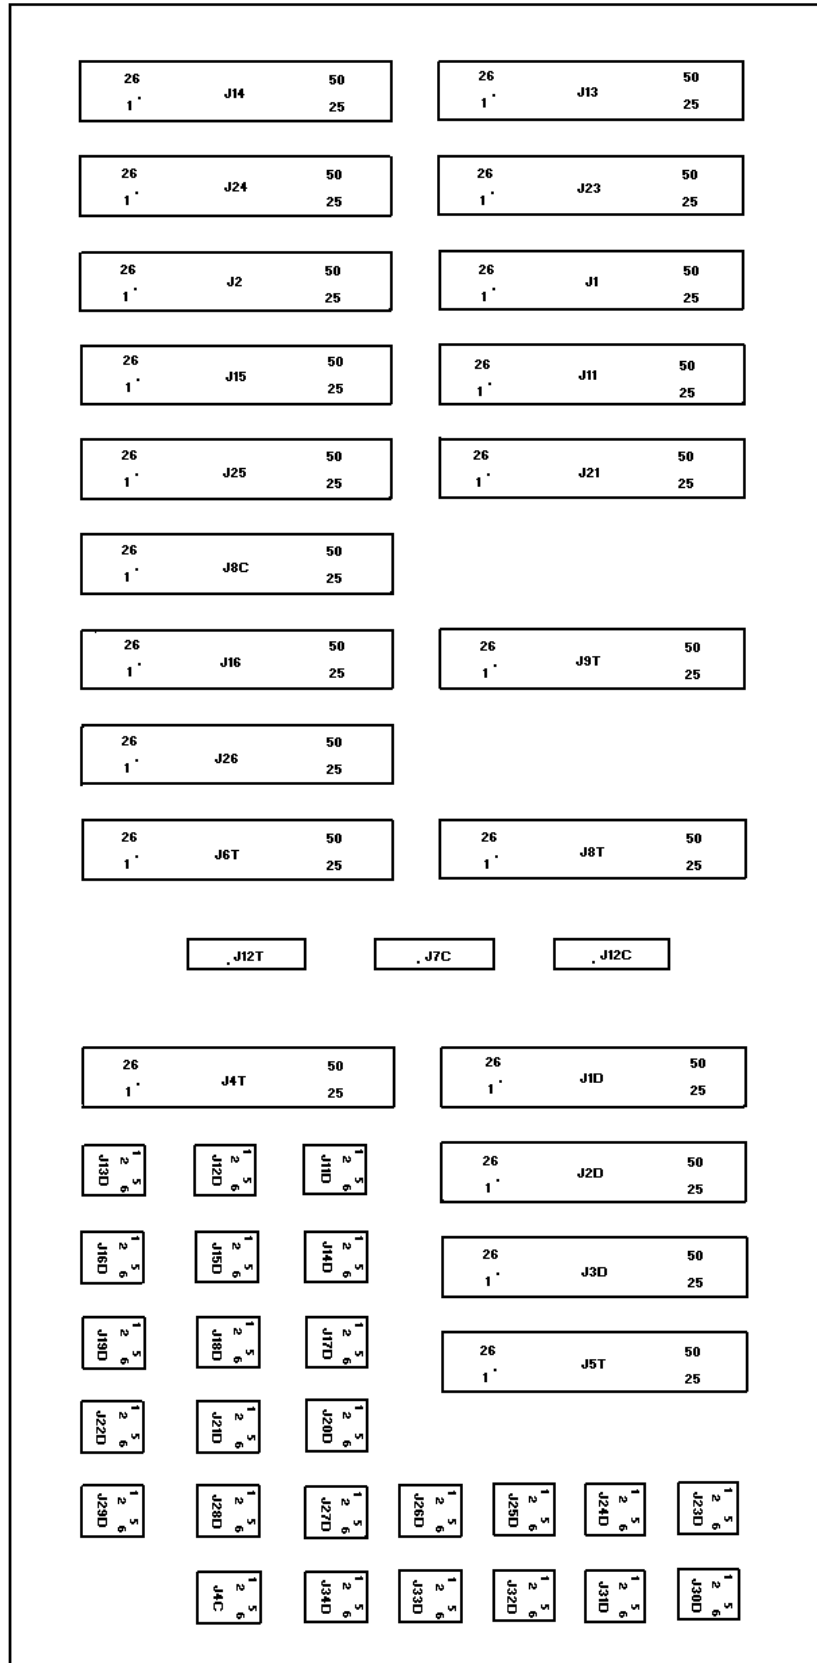 26 50 26 50
J14 J13
1 25 1 25
26 50 26 50
J24 J23
1 25 1 25
26 50 26 50
J2 J1
1 25 1 25
26 50 26 50
J15 J11
1 25 1 25
26 50 26 50
J25 J21
1 25 1 25
26 50
J8C
1 25
26 50 26 50
J16 J9T
1 25 1 25
26 50
J26
1 25
26 50 26 50
J6T J8T
1 25 1 25
.J12T .J7C .J12C
26 50 26 50
J4T J1D
1 25 1 25
J13D 1 2 5 6
J12D 1 2 5 6
J11D 1 2 5 6
26 50
J2D
1 25
J16D 1 2 5 6
J15D 1 2 5 6
J14D 1 2 5 6
26 50
J3D
1 25
J19D 1 2 5 6
J18D 1 2 5 6
J17D 1 2 5 6
26 50
J5T
1 25
J22D 1 2 5 6
J21D 1 2 5 6
J20D 1 2 5 6
J29D 1 2 5 6
J28D 1 2 5 6
J27D 1 2 5 6
J26D 1 2 5 6
J25D 1 2 5 6
J24D 1 2 5 6
J23D 1 2 5 6
J4C 1 2 5 6
J34D 1 2 5 6
J33D 1 2 5 6
J32D 1 2 5 6
J31D 1 2 5 6
J30D 1 2 5 6